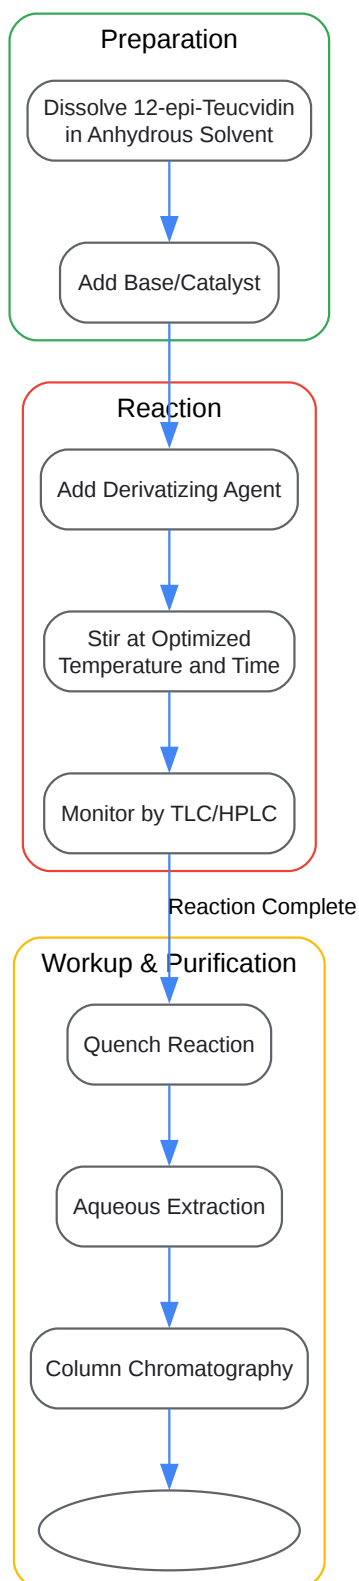 Preparation
Dissolve 12-epi-Teucvidin
in Anhydrous Solvent
Add Base/Catalyst
Reaction
Add Derivatizing Agent
Stir at Optimized
Temperature and Time
Monitor by TLC/HPLC
Reaction Complete
Workup & Purification
Quench Reaction
Aqueous Extraction
Column Chromatography